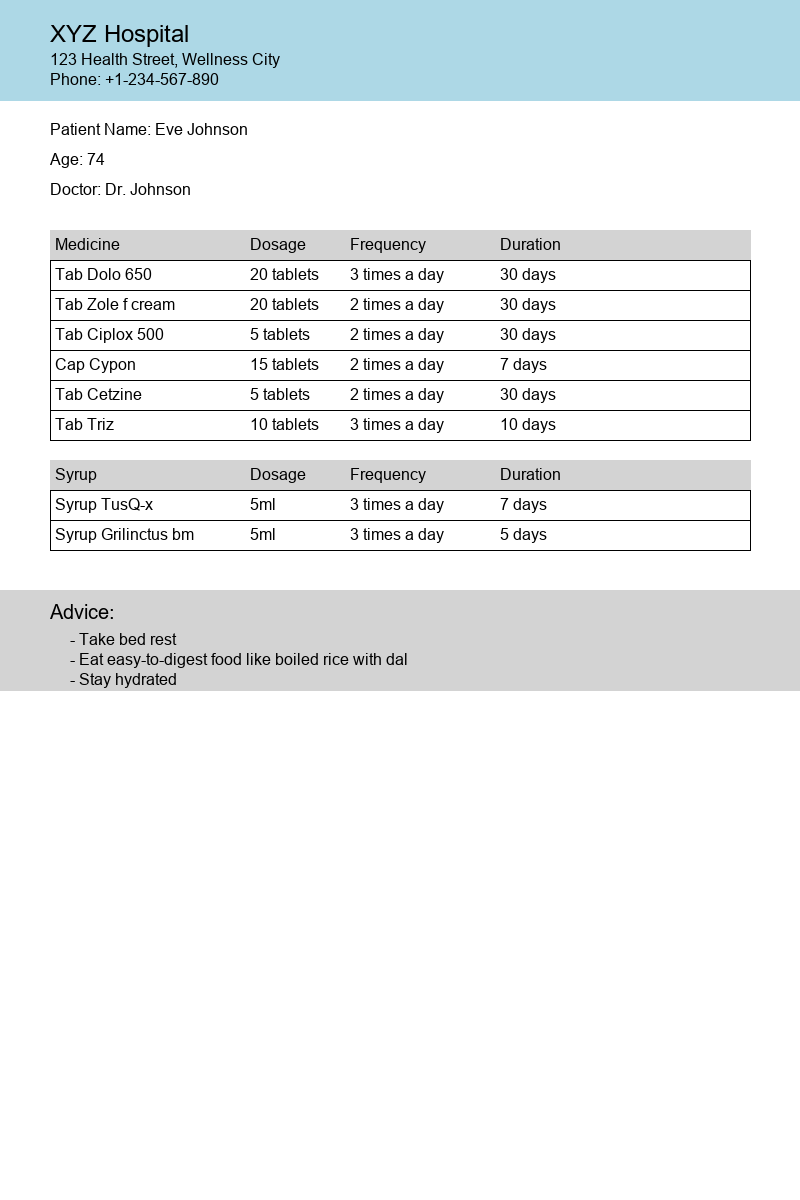 XYZ Hospital
123 Health Street, Wellness City
Phone: +1-234-567-890
Patient Name: Eve Johnson
Age: 74
Doctor: Dr. Johnson
Medicine Dosage Frequency Duration
Tab Dolo 650 20 tablets 3 times a day 30 days
Tab Zole f cream 20 tablets 2 times a day 30 days
Tab Ciplox 500 5 tablets 2 times a day 30 days
Cap Cypon 15 tablets 2 times a day 7 days
Tab Cetzine 5 tablets 2 times a day 30 days
Tab Triz 10 tablets 3 times a day 10 days
Syrup Dosage Frequency Duration
Syrup TusQ-x 5ml 3 times a day 7 days
Syrup Grilinctus bm 5ml 3 times a day 5 days
Advice:
- Take bed rest
- Eat easy-to-digest food like boiled rice with dal
- Stay hydrated